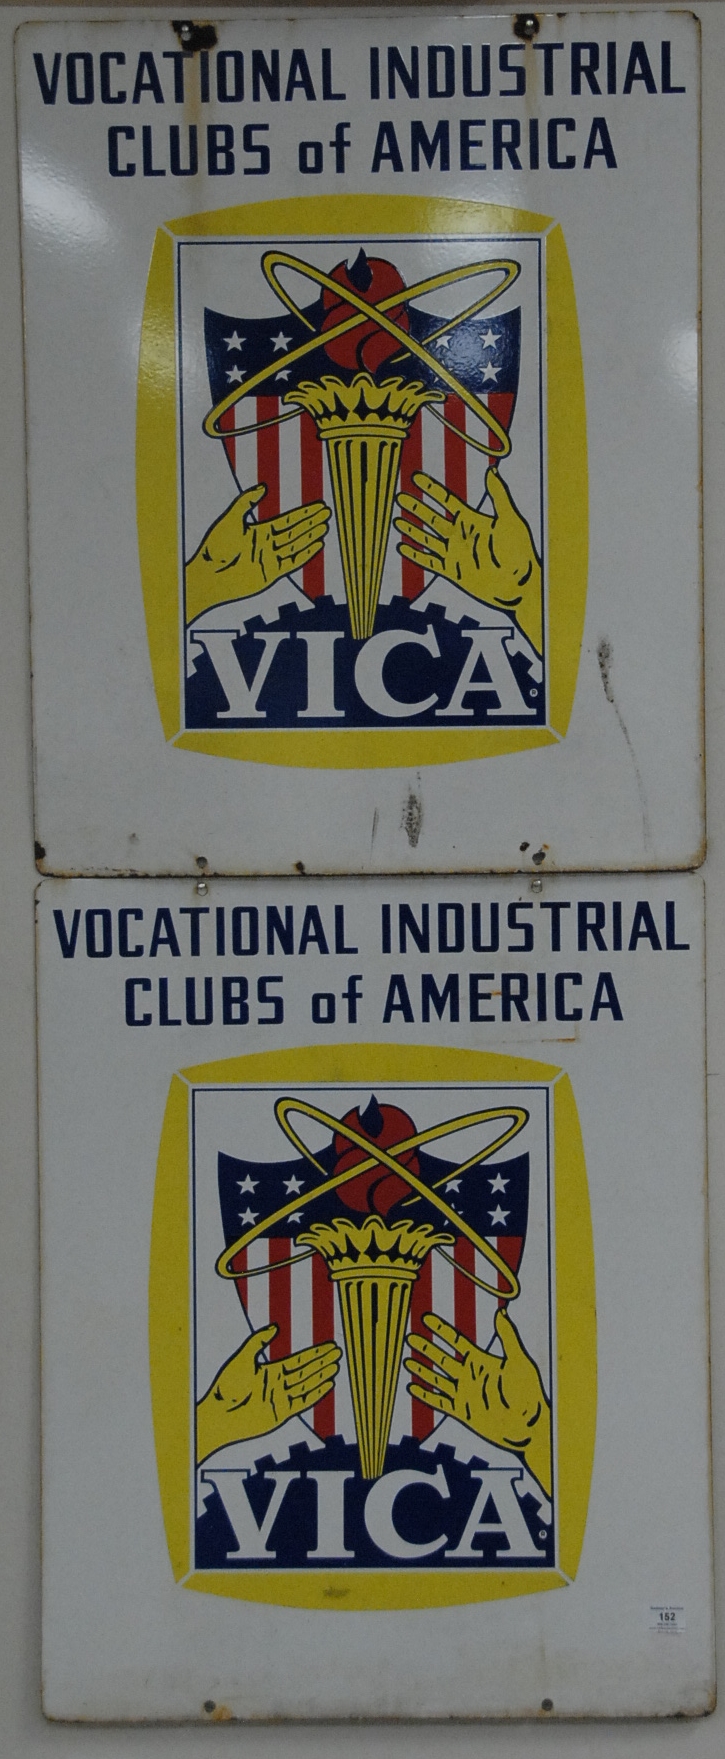 VOCATIONAL INDUSTRIAL
CLUBS of AMERICA
VICA®
VOCATIONAL INDUSTRIAL
CLUBS of AMERICA
VICA®
152